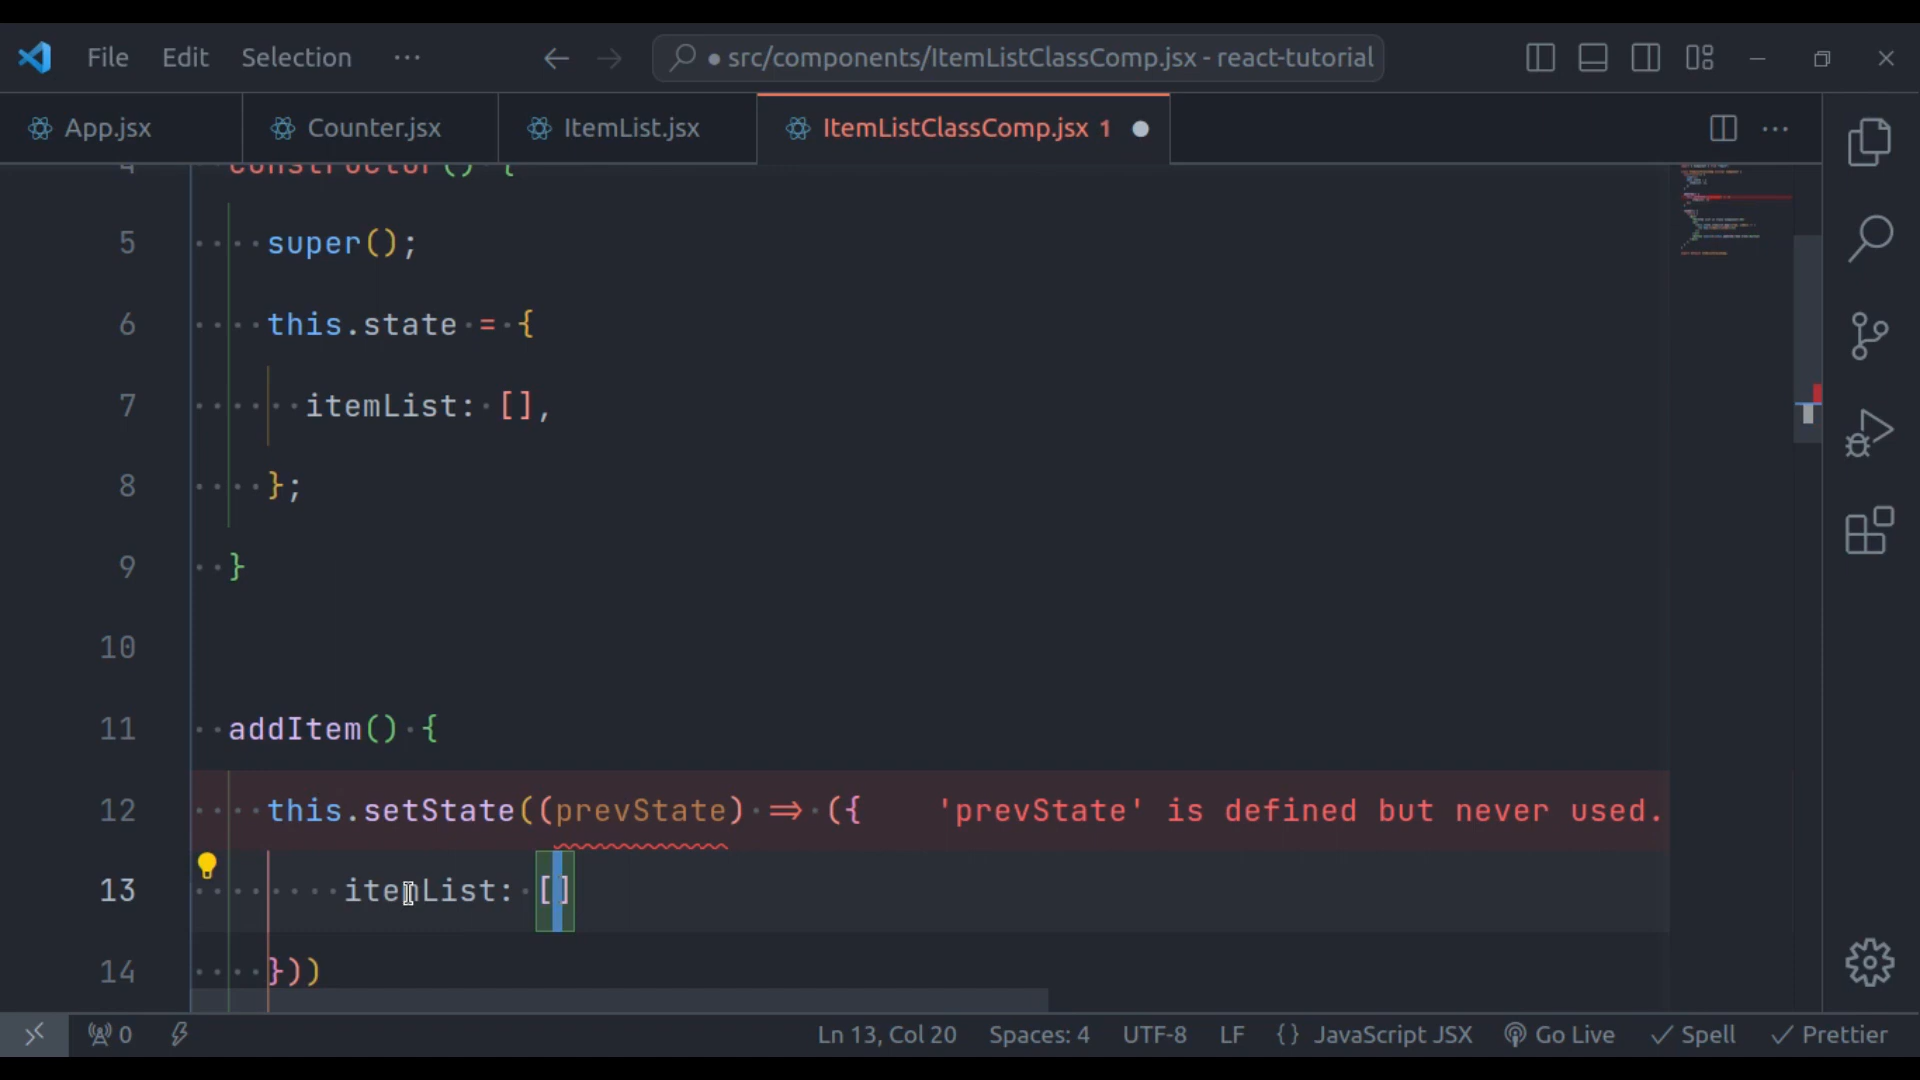 File Edit Selection ···
● src/components/ItemListClassComp.jsx - react-tutorial
App.jsx Counter.jsx ItemList.jsx ItemListClassComp.jsx 1
4 constructor() {
5 super();
6 this.state = {
7 itemList: [],
8 };
9 }
10
11 addItem() {
12 this.setState((prevState) => ({ 'prevState' is defined but never used.
13 itemList: []
14 }))
0 Ln 13, Col 20 Spaces: 4 UTF-8 LF {} JavaScript JSX Go Live ✓ Spell ✓ Prettier